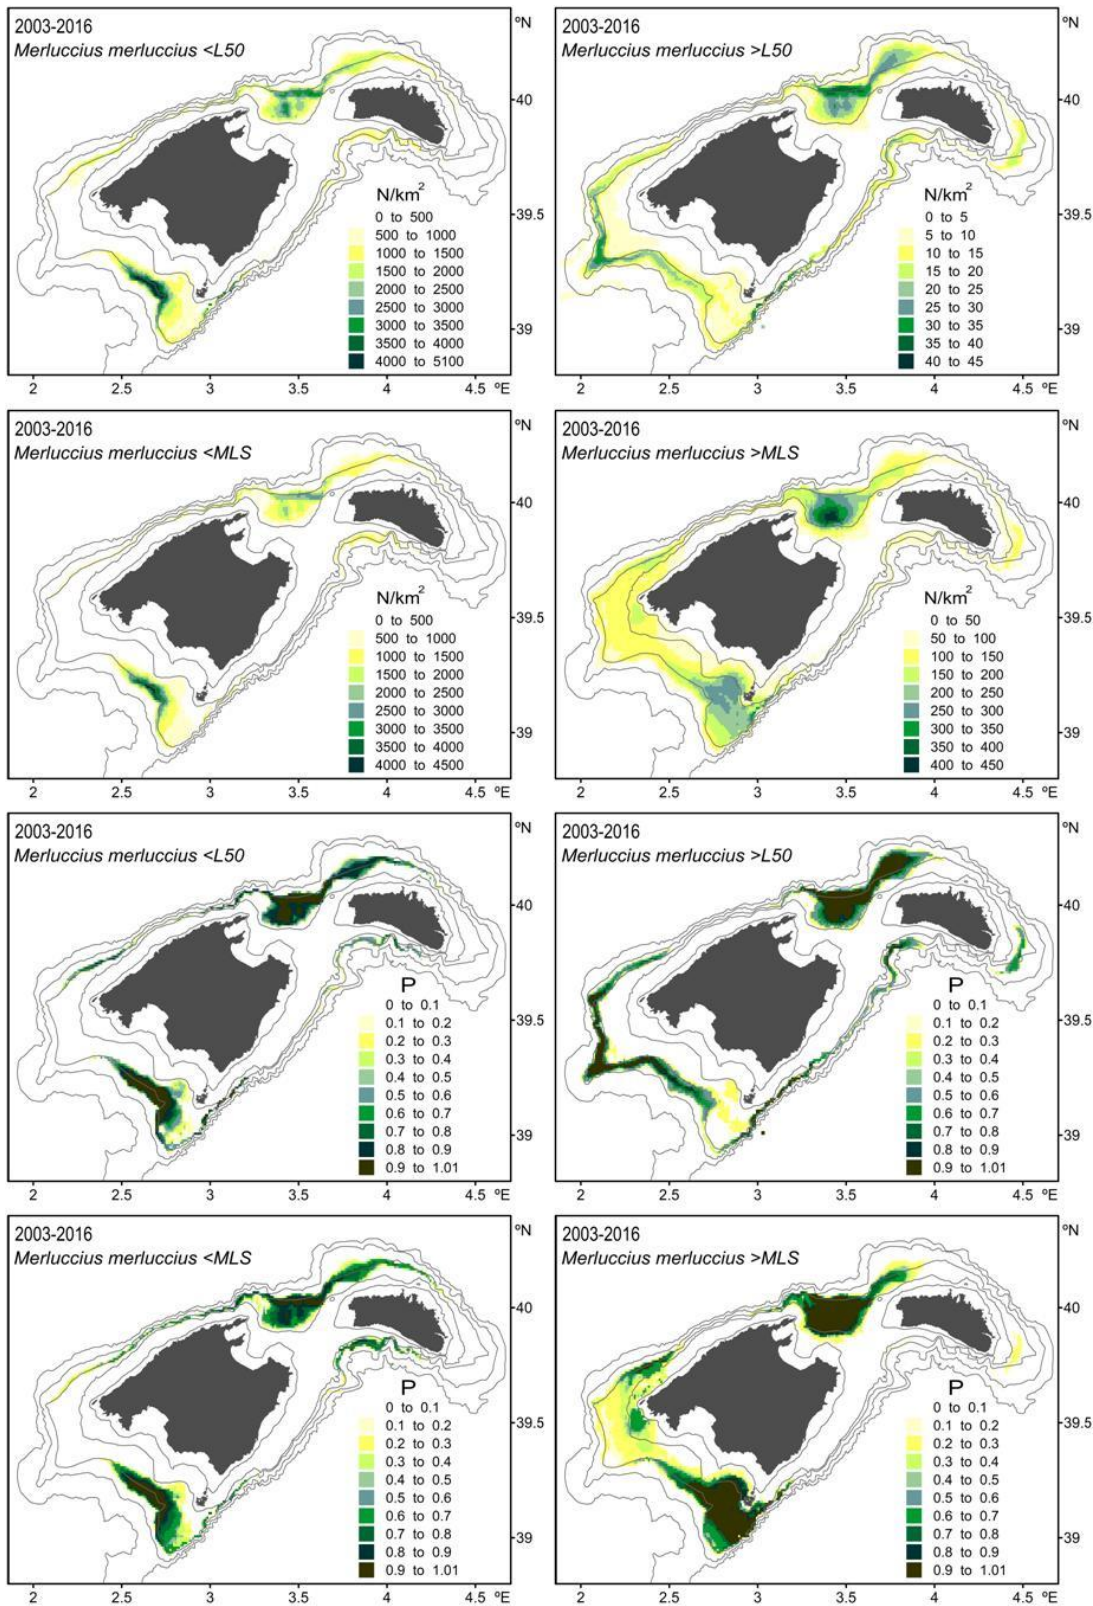 2003-2016
Merluccius merluccius <L50
ºN
40
39.5
39
N/km2
0 to 500
500 to 1000
1000 to 1500
1500 to 2000
2000 to 2500
2500 to 3000
3000 to 3500
3500 to 4000
4000 to 5100
2 2.5 3 3.5 4 4.5 ºE
2003-2016
Merluccius merluccius >L50
ºN
40
39.5
39
N/km2
0 to 5
5 to 10
10 to 15
15 to 20
20 to 25
25 to 30
30 to 35
35 to 40
40 to 45
2 2.5 3 3.5 4 4.5 ºE
2003-2016
Merluccius merluccius <MLS
ºN
40
39.5
39
N/km2
0 to 500
500 to 1000
1000 to 1500
1500 to 2000
2000 to 2500
2500 to 3000
3000 to 3500
3500 to 4000
4000 to 4500
2 2.5 3 3.5 4 4.5 ºE
2003-2016
Merluccius merluccius >MLS
ºN
40
39.5
39
N/km2
0 to 50
50 to 100
100 to 150
150 to 200
200 to 250
250 to 300
300 to 350
350 to 400
400 to 450
2 2.5 3 3.5 4 4.5 ºE
2003-2016
Merluccius merluccius <L50
ºN
40
39.5
39
P
0 to 0.1
0.1 to 0.2
0.2 to 0.3
0.3 to 0.4
0.4 to 0.5
0.5 to 0.6
0.6 to 0.7
0.7 to 0.8
0.8 to 0.9
0.9 to 1.01
2 2.5 3 3.5 4 4.5 ºE
2003-2016
Merluccius merluccius >L50
ºN
40
39.5
39
P
0 to 0.1
0.1 to 0.2
0.2 to 0.3
0.3 to 0.4
0.4 to 0.5
0.5 to 0.6
0.6 to 0.7
0.7 to 0.8
0.8 to 0.9
0.9 to 1.01
2 2.5 3 3.5 4 4.5 ºE
2003-2016
Merluccius merluccius <MLS
ºN
40
39.5
39
P
0 to 0.1
0.1 to 0.2
0.2 to 0.3
0.3 to 0.4
0.4 to 0.5
0.5 to 0.6
0.6 to 0.7
0.7 to 0.8
0.8 to 0.9
0.9 to 1.01
2 2.5 3 3.5 4 4.5 ºE
2003-2016
Merluccius merluccius >MLS
ºN
40
39.5
39
P
0 to 0.1
0.1 to 0.2
0.2 to 0.3
0.3 to 0.4
0.4 to 0.5
0.5 to 0.6
0.6 to 0.7
0.7 to 0.8
0.8 to 0.9
0.9 to 1.01
2 2.5 3 3.5 4 4.5 ºE